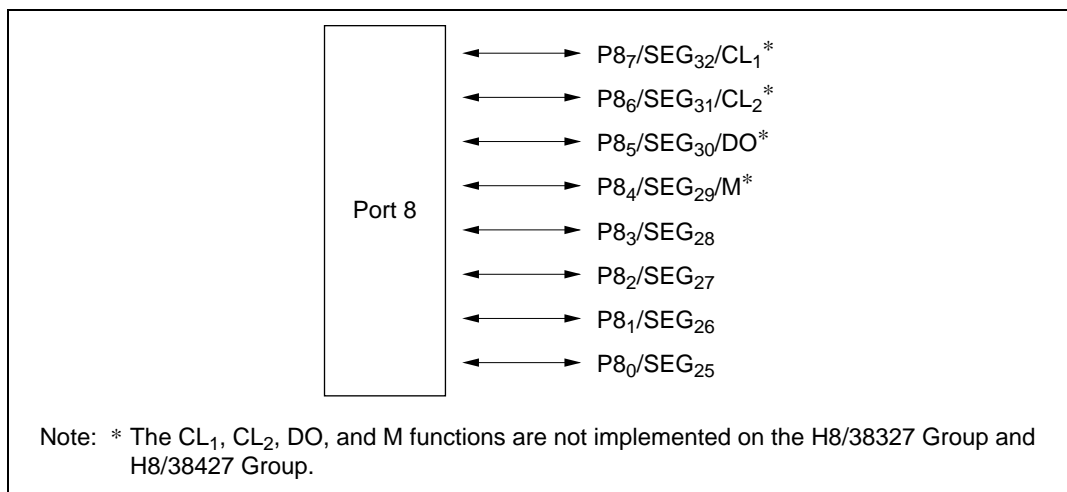 P8₇/SEG₃₂/CL₁*
P8₆/SEG₃₁/CL₂*
P8₅/SEG₃₀/DO*
P8₄/SEG₂₉/M*
Port 8
P8₃/SEG₂₈
P8₂/SEG₂₇
P8₁/SEG₂₆
P8₀/SEG₂₅
Note: * The CL₁, CL₂, DO, and M functions are not implemented on the H8/38327 Group and
H8/38427 Group.